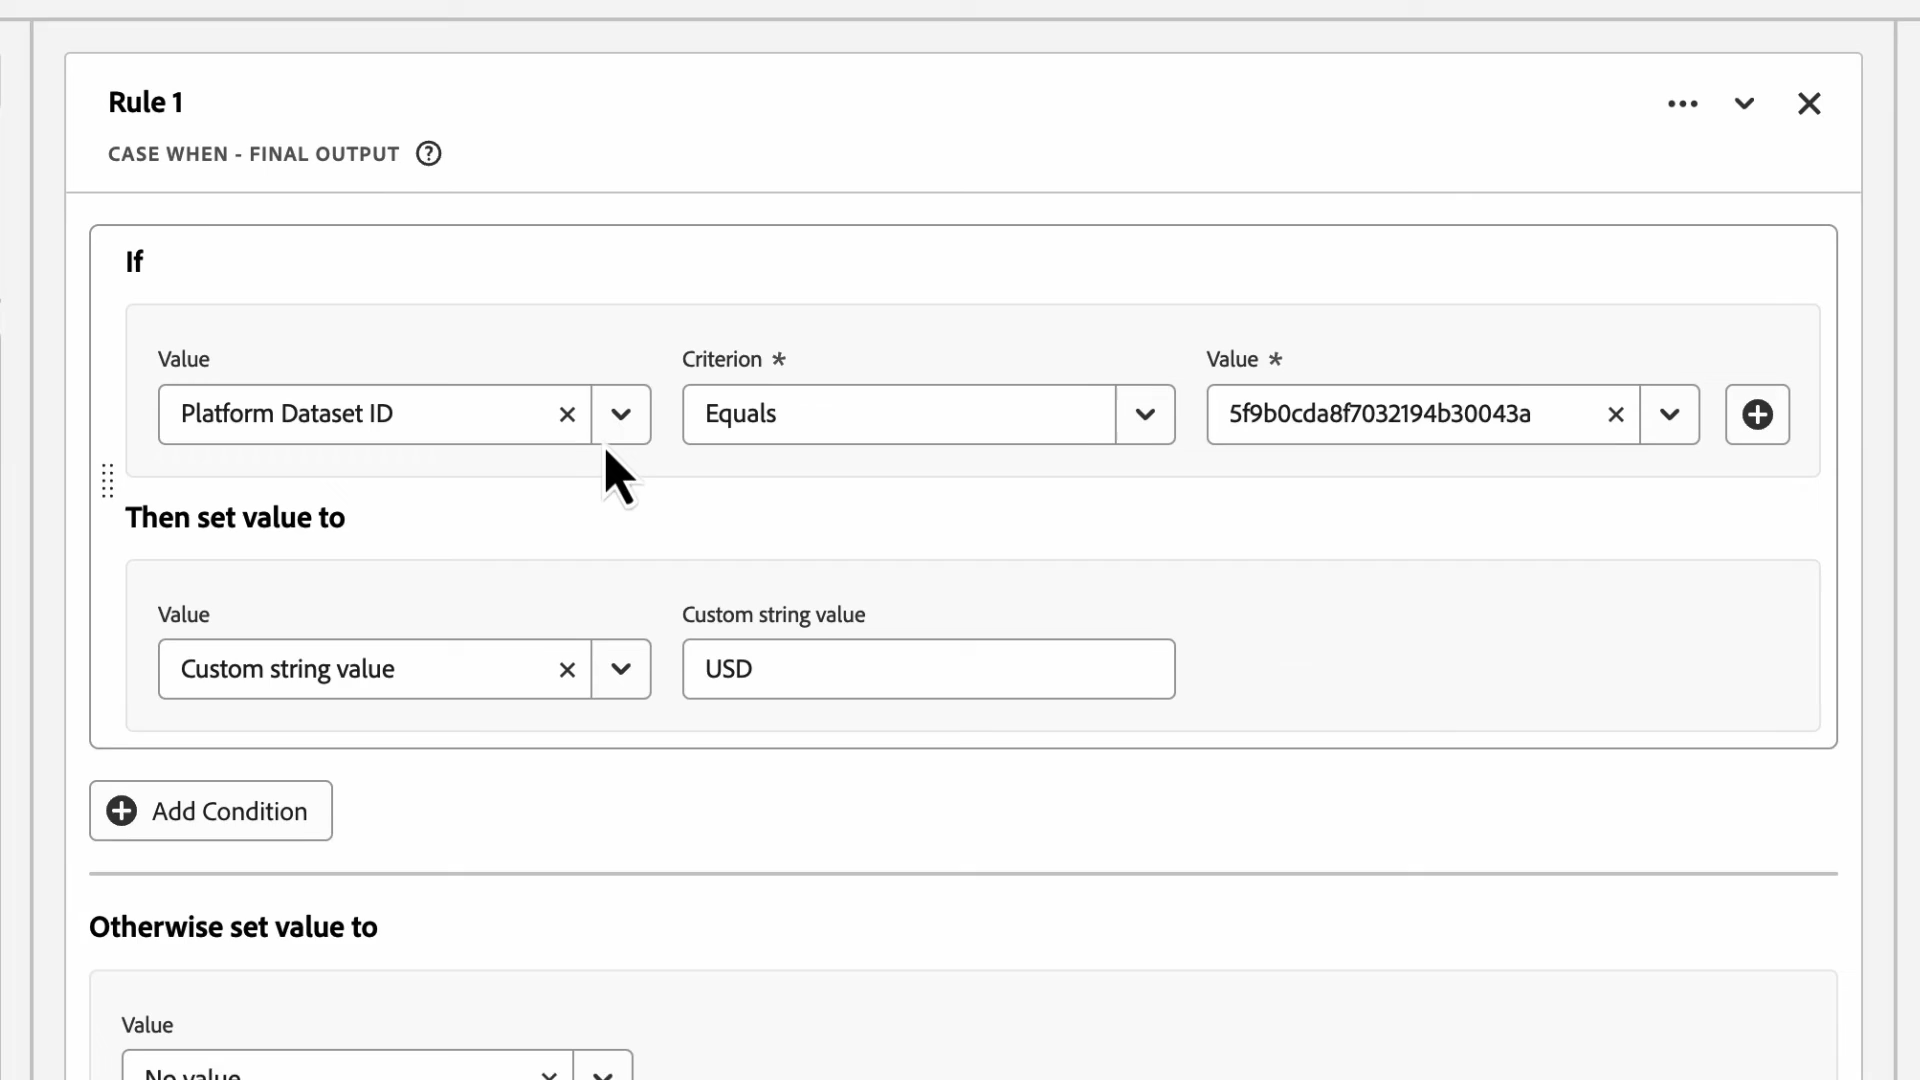 Rule 1
CASE WHEN - FINAL OUTPUT
If
Value Criterion * Value *
Platform Dataset ID Equals 5f9b0cda8f7032194b30043a
Then set value to
Value Custom string value
Custom string value USD
Add Condition
Otherwise set value to
Value
No value